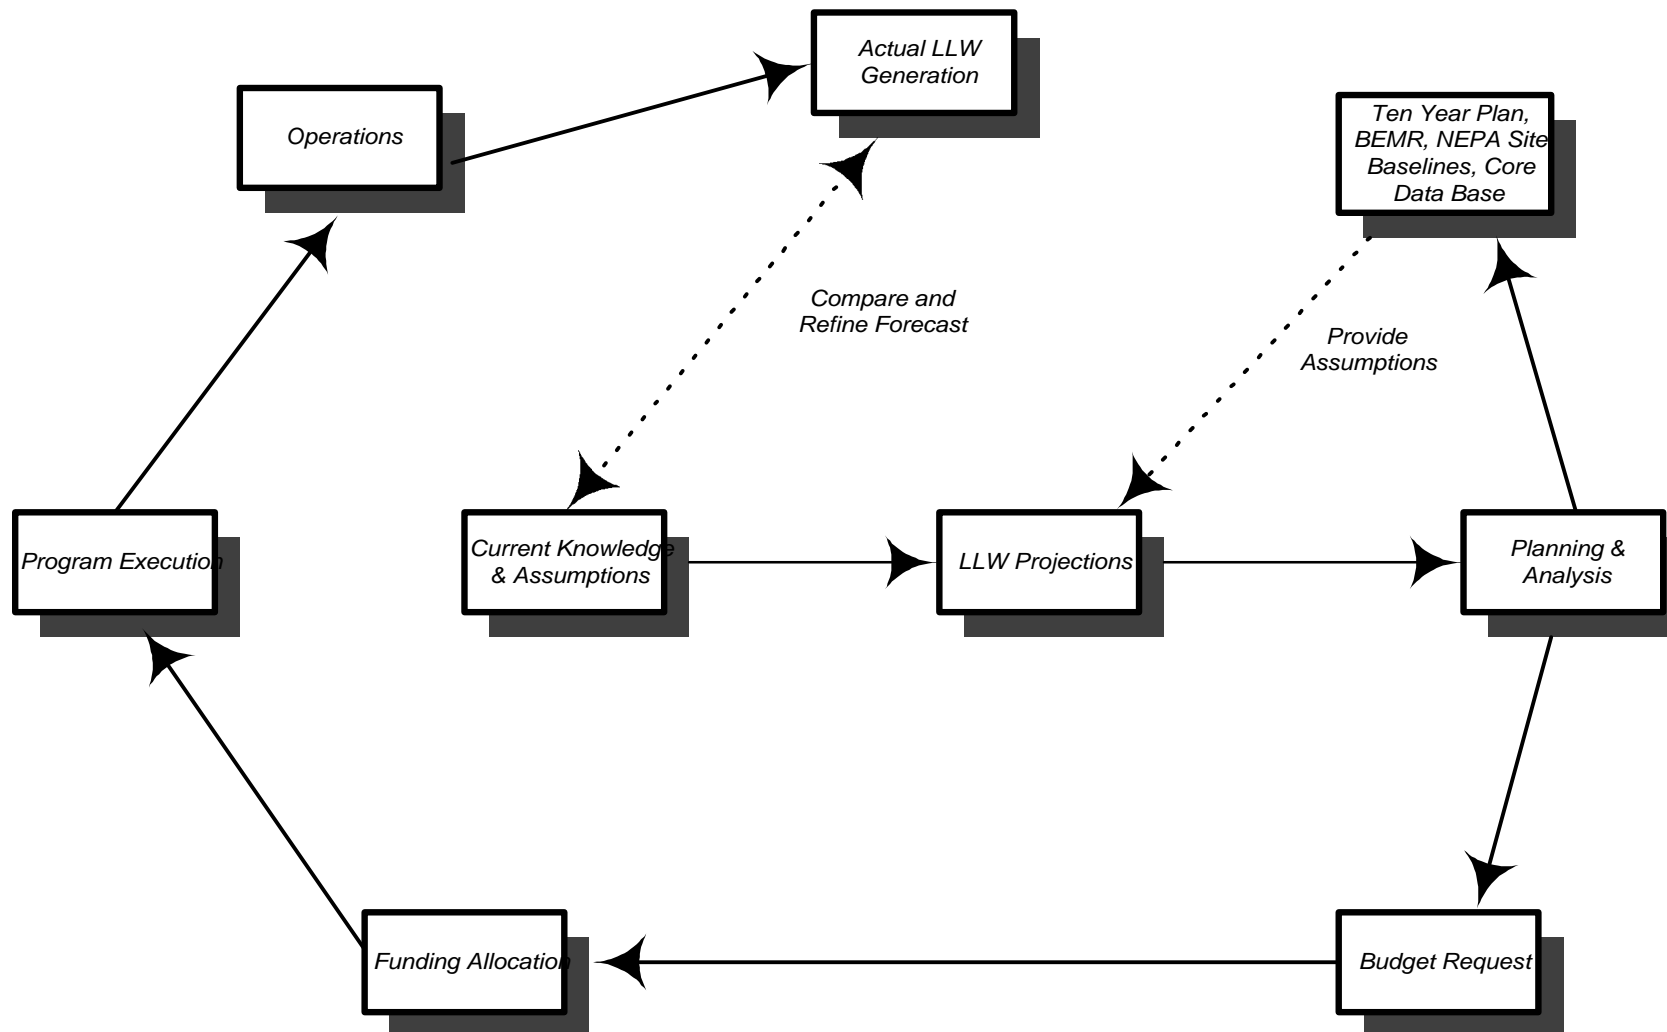 Actual LLW
Generation
Operations
Ten Year Plan,
BEMR, NEPA Site
Baselines, Core
Data Base
Compare and
Refine Forecast
Provide
Assumptions
Program Execution
Current Knowledge
& Assumptions
LLW Projections
Planning &
Analysis
Funding Allocation
Budget Request